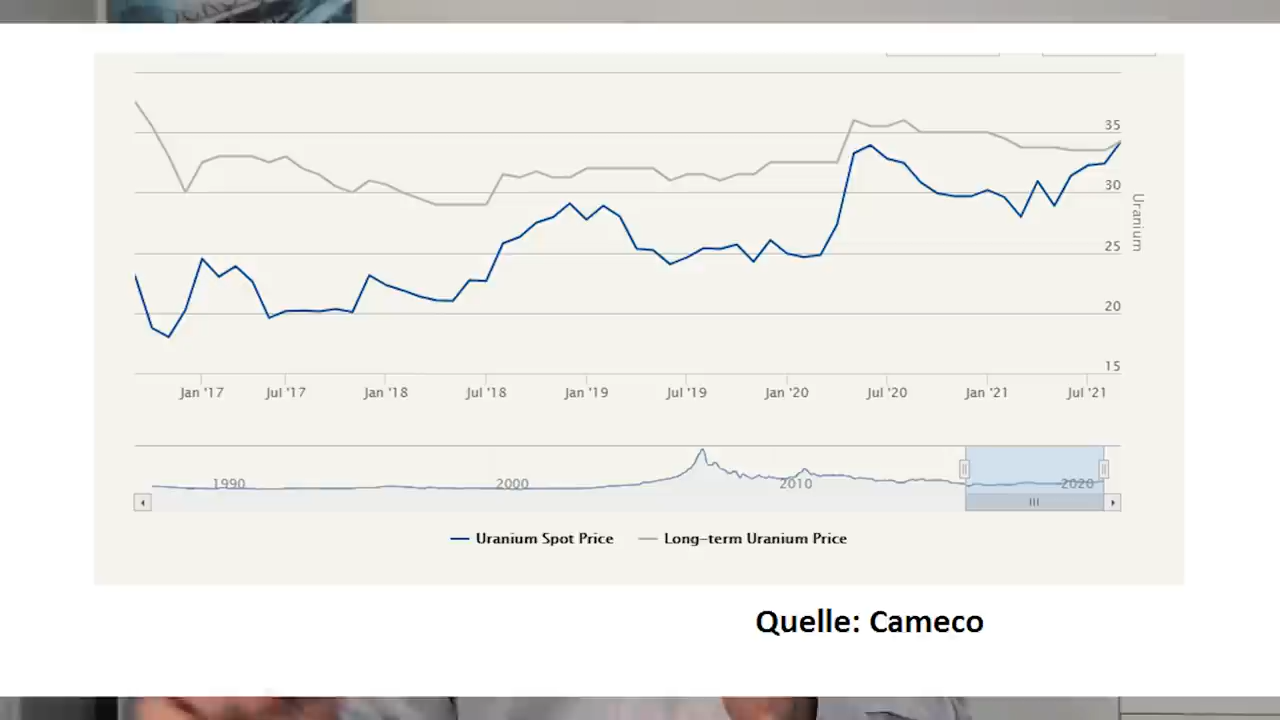 35
30
Uranium
25
20
15
Jan '17 Jul '17 Jan '18 Jul '18 Jan '19 Jul '19 Jan '20 Jul '20 Jan '21 Jul '21
1990 2000 2010 2020
Uranium Spot Price Long-term Uranium Price
Quelle: Cameco